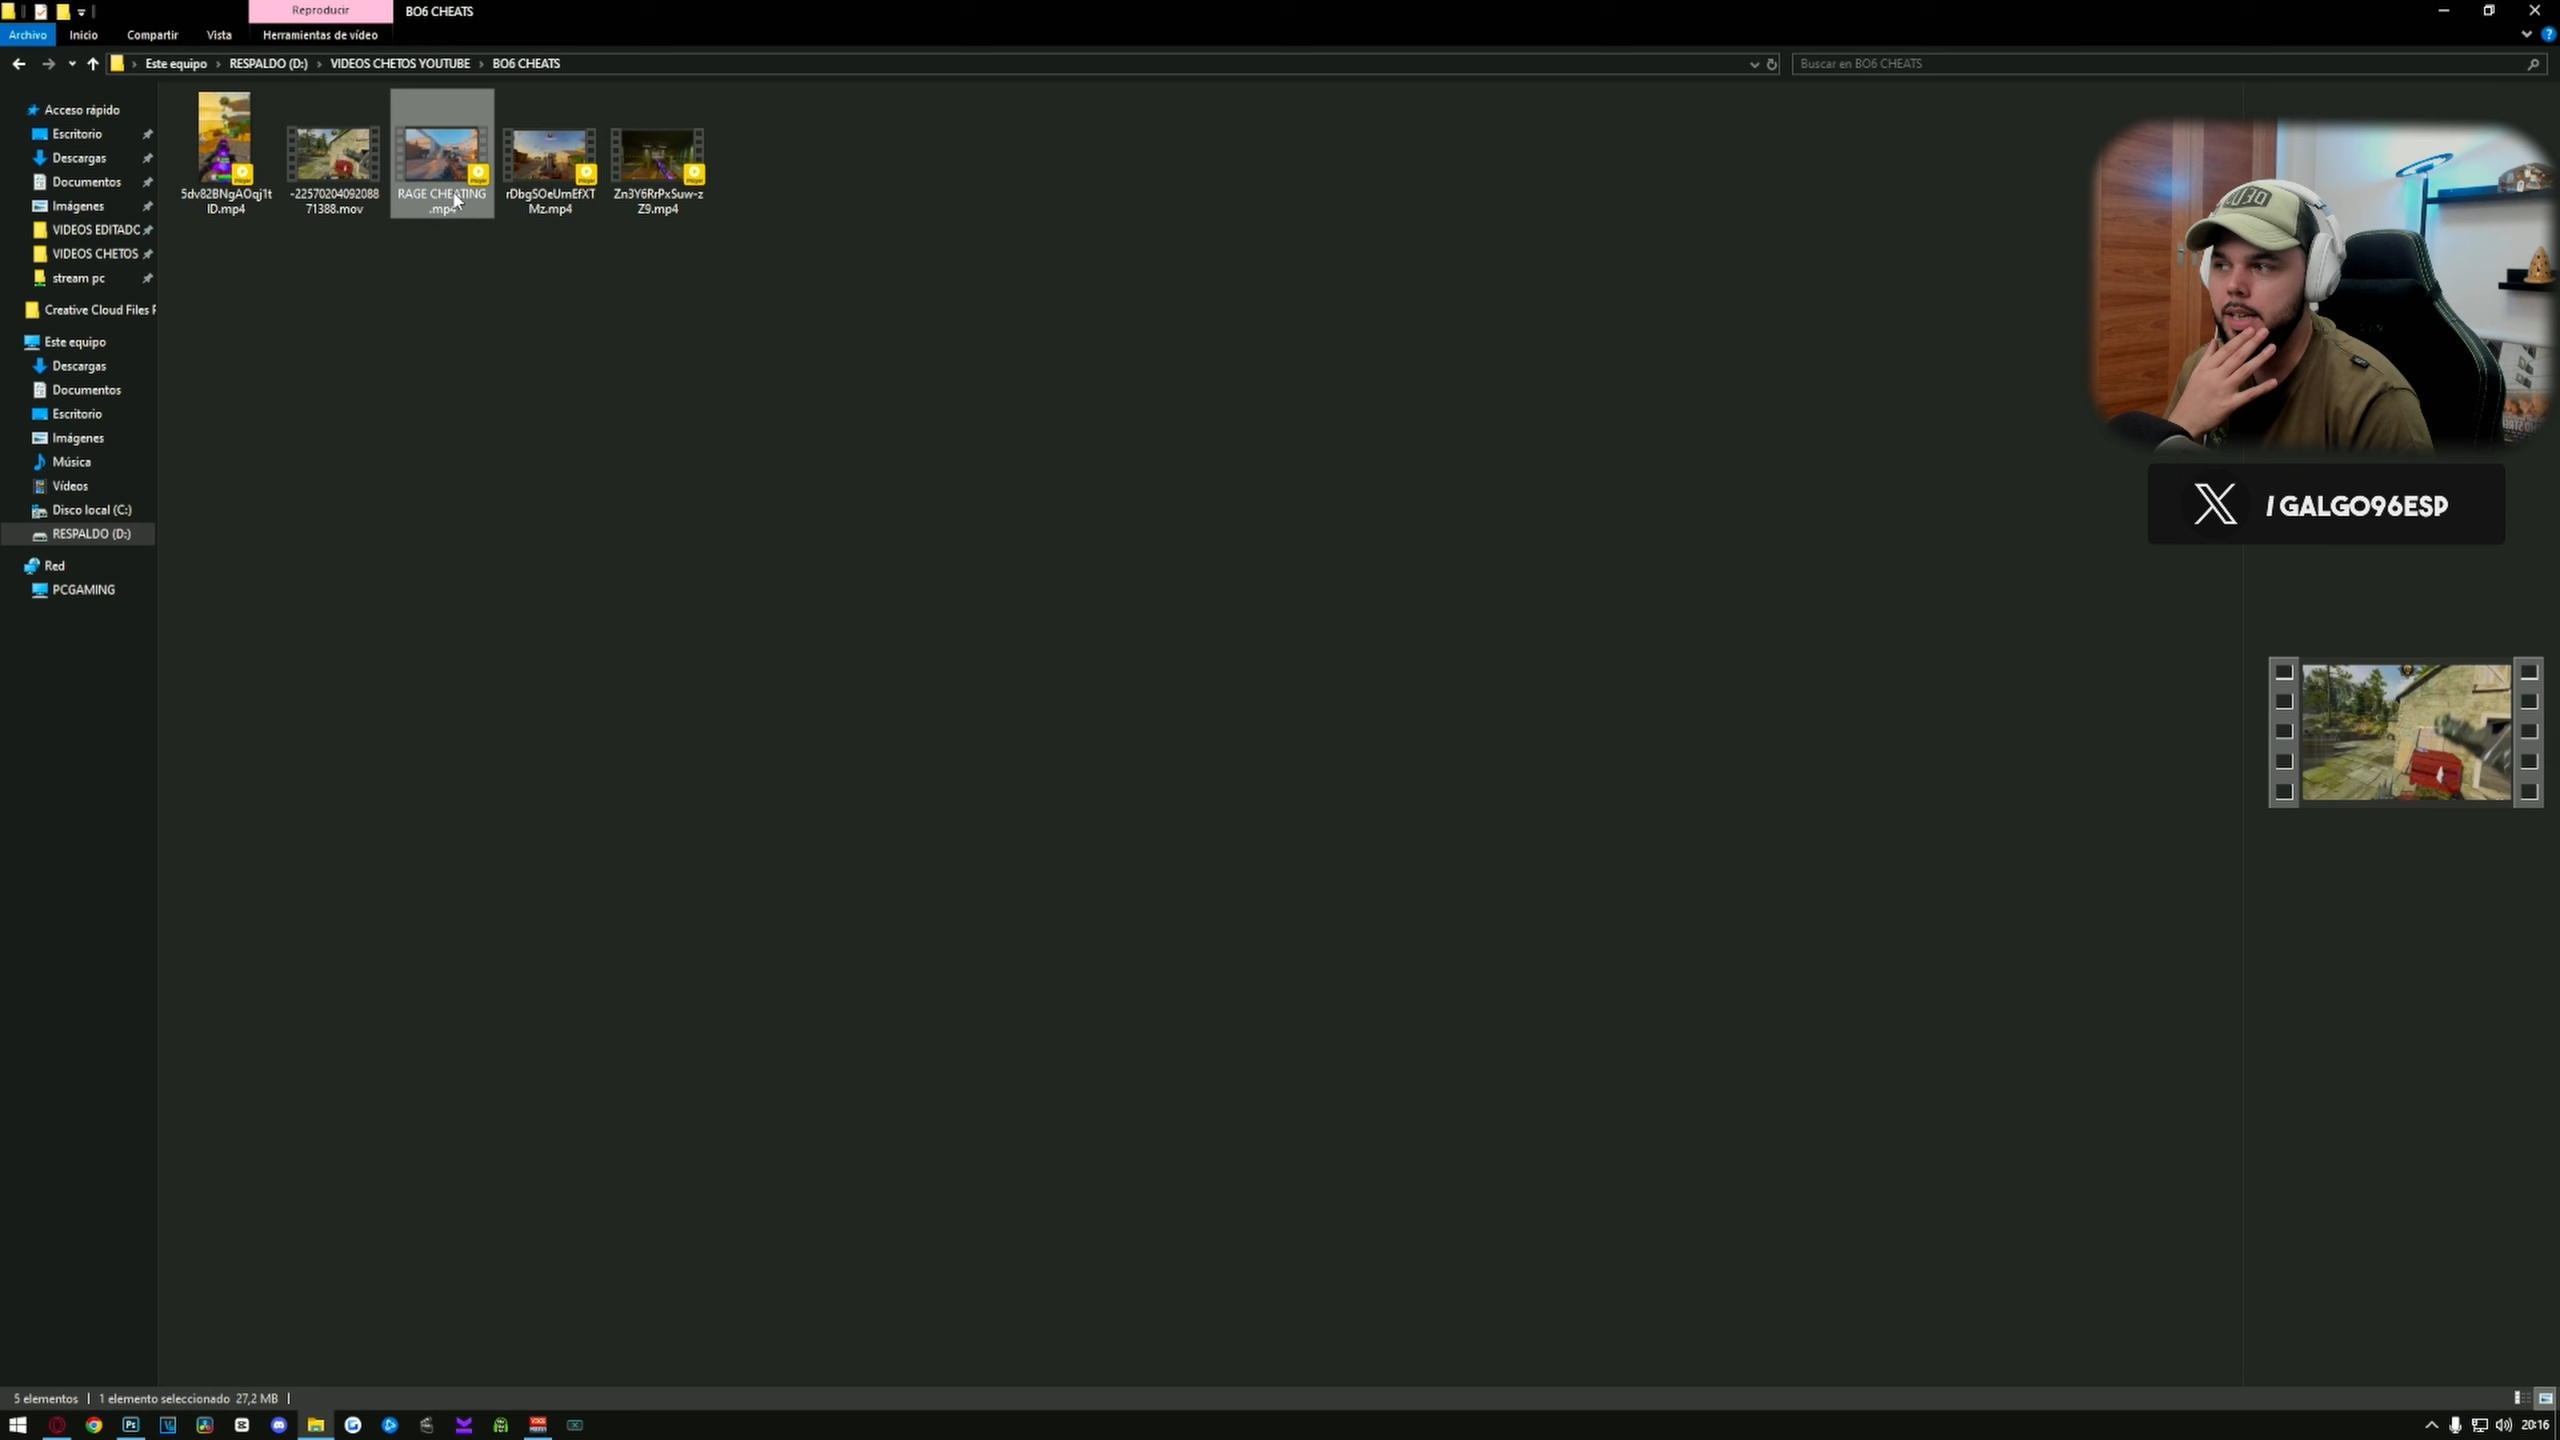 Reproducir
BO6 CHEATS
Archivo
Inicio
Compartir
Vista
Herramientas de vídeo
Este equipo
RESPALDO (D:)
VIDEOS CHETOS YOUTUBE
BO6 CHEATS
Buscar en BO6 CHEATS
Acceso rápido
Escritorio
Descargas
Documentos
Imágenes
VIDEOS EDITADC
VIDEOS CHETOS
stream pc
Creative Cloud Files F
Este equipo
Descargas
Documentos
Escritorio
Imágenes
Música
Vídeos
Disco local (C:)
RESPALDO (D:)
Red
PCGAMING
5dv82BNgAOqj1t
ID.mp4
-22570204092088
71388.mov
RAGE CHEATING
.mp4
rDbgSOeUmEfXT
Mz.mp4
Zn3Y6RrPxSuw-z
Z9.mp4
X / GALGO96ESP
5 elementos
1 elemento seleccionado 27,2 MB
Ps
20:16